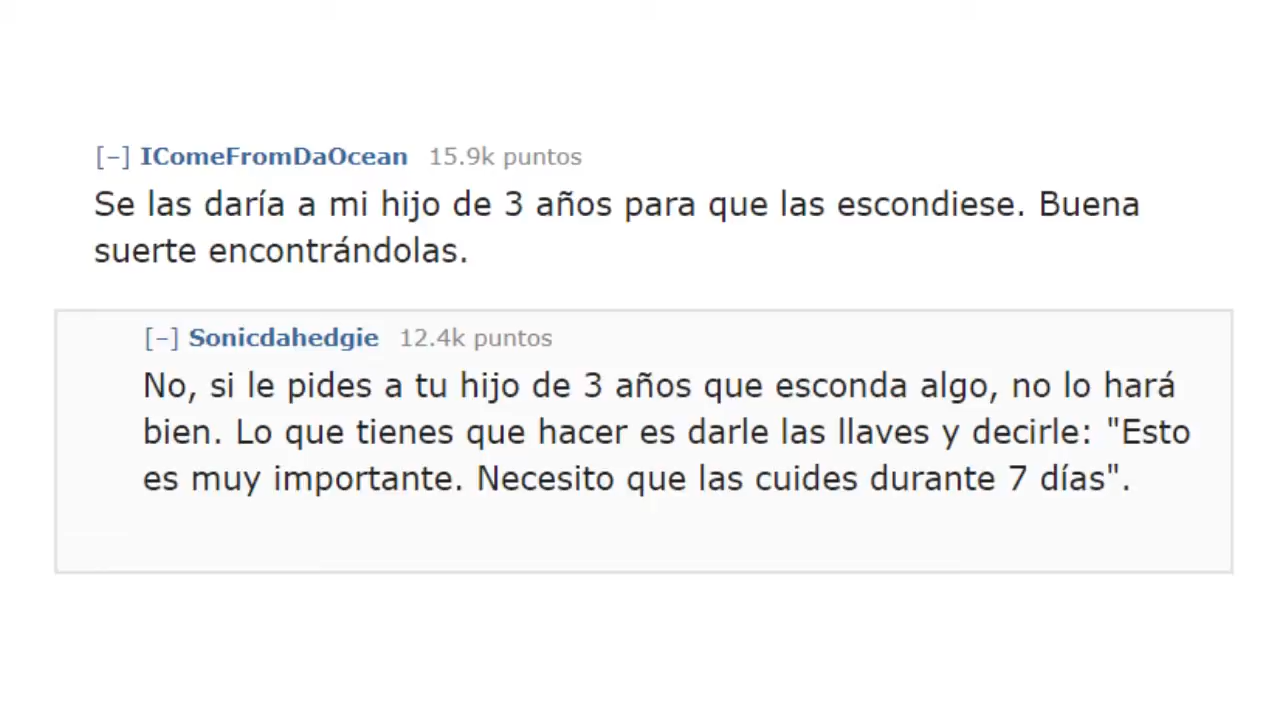 [−] IComeFromDaOcean 15.9k puntos
Se las daría a mi hijo de 3 años para que las escondiese. Buena
suerte encontrándolas.
[−] Sonicdahedgie 12.4k puntos
No, si le pides a tu hijo de 3 años que esconda algo, no lo hará
bien. Lo que tienes que hacer es darle las llaves y decirle: "Esto
es muy importante. Necesito que las cuides durante 7 días".